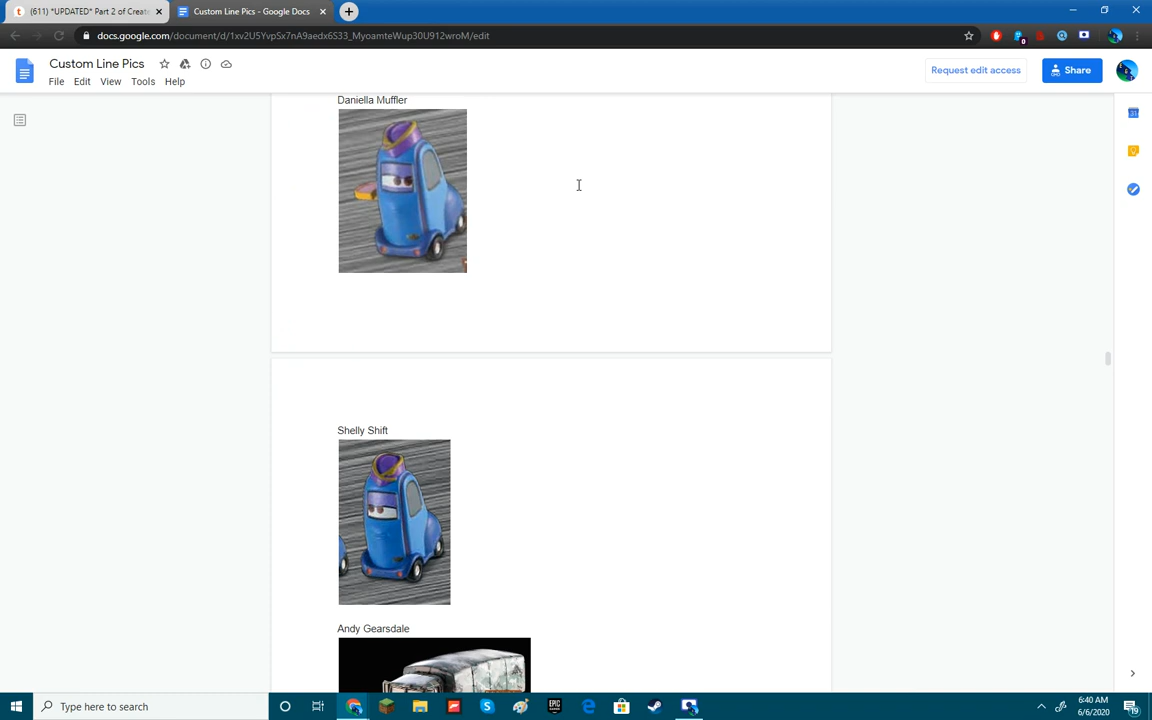 (611) *UPDATED* Part 2 of Create
Custom Line Pics - Google Docs
docs.google.com/document/d/1xv2U5YvpSx7nA9aedx6S33_MyoamteWup30U912wroM/edit
Custom Line Pics
File Edit View Tools Help
Request edit access
Share
Daniella Muffler
Shelly Shift
Andy Gearsdale
Type here to search
6:40 AM
6/6/2020
19